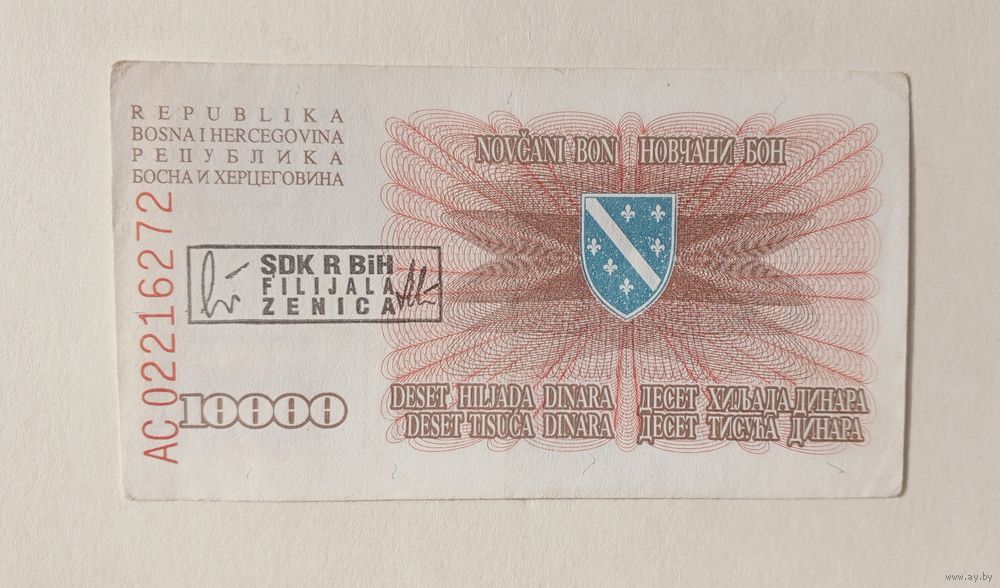 REPUBLIKA
BOSNA I HERCEGOVINA
РЕПУБЛИКА
БОСНА И ХЕРЦЕГОВИНА
NOVČANI BON НОВЧАНИ БОН
AC 02216272
SDK R BiH
FILIJALA
ZENICA
10000
DESET HILJADA DINARA ДЕСЕТ ХИЉАДА ДИНАРА
DESET TISUĆA DINARA ДЕСЕТ ТИСУЋА ДИНАРА
www.ay.by